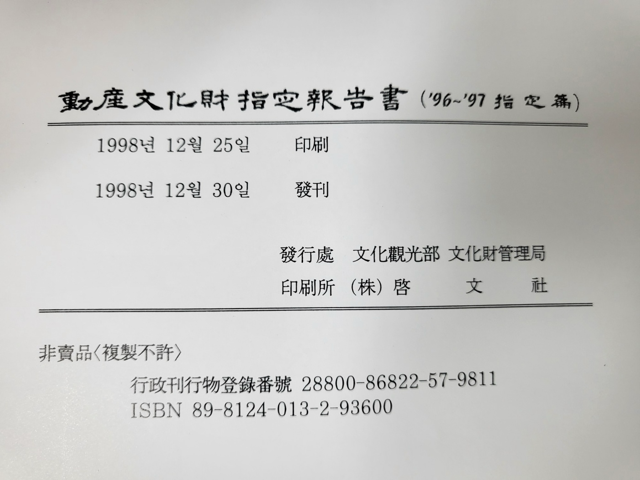 動産文化財指定報告書 ('96~'97 指定篇)
1998년 12월 25일 印刷
1998년 12월 30일 發刊
發行處 文化觀光部 文化財管理局
印刷所 (株) 啓 文 社
非賣品〈複製不許〉
行政刊行物登錄番號 28800-86822-57-9811
ISBN 89-8124-013-2-93600